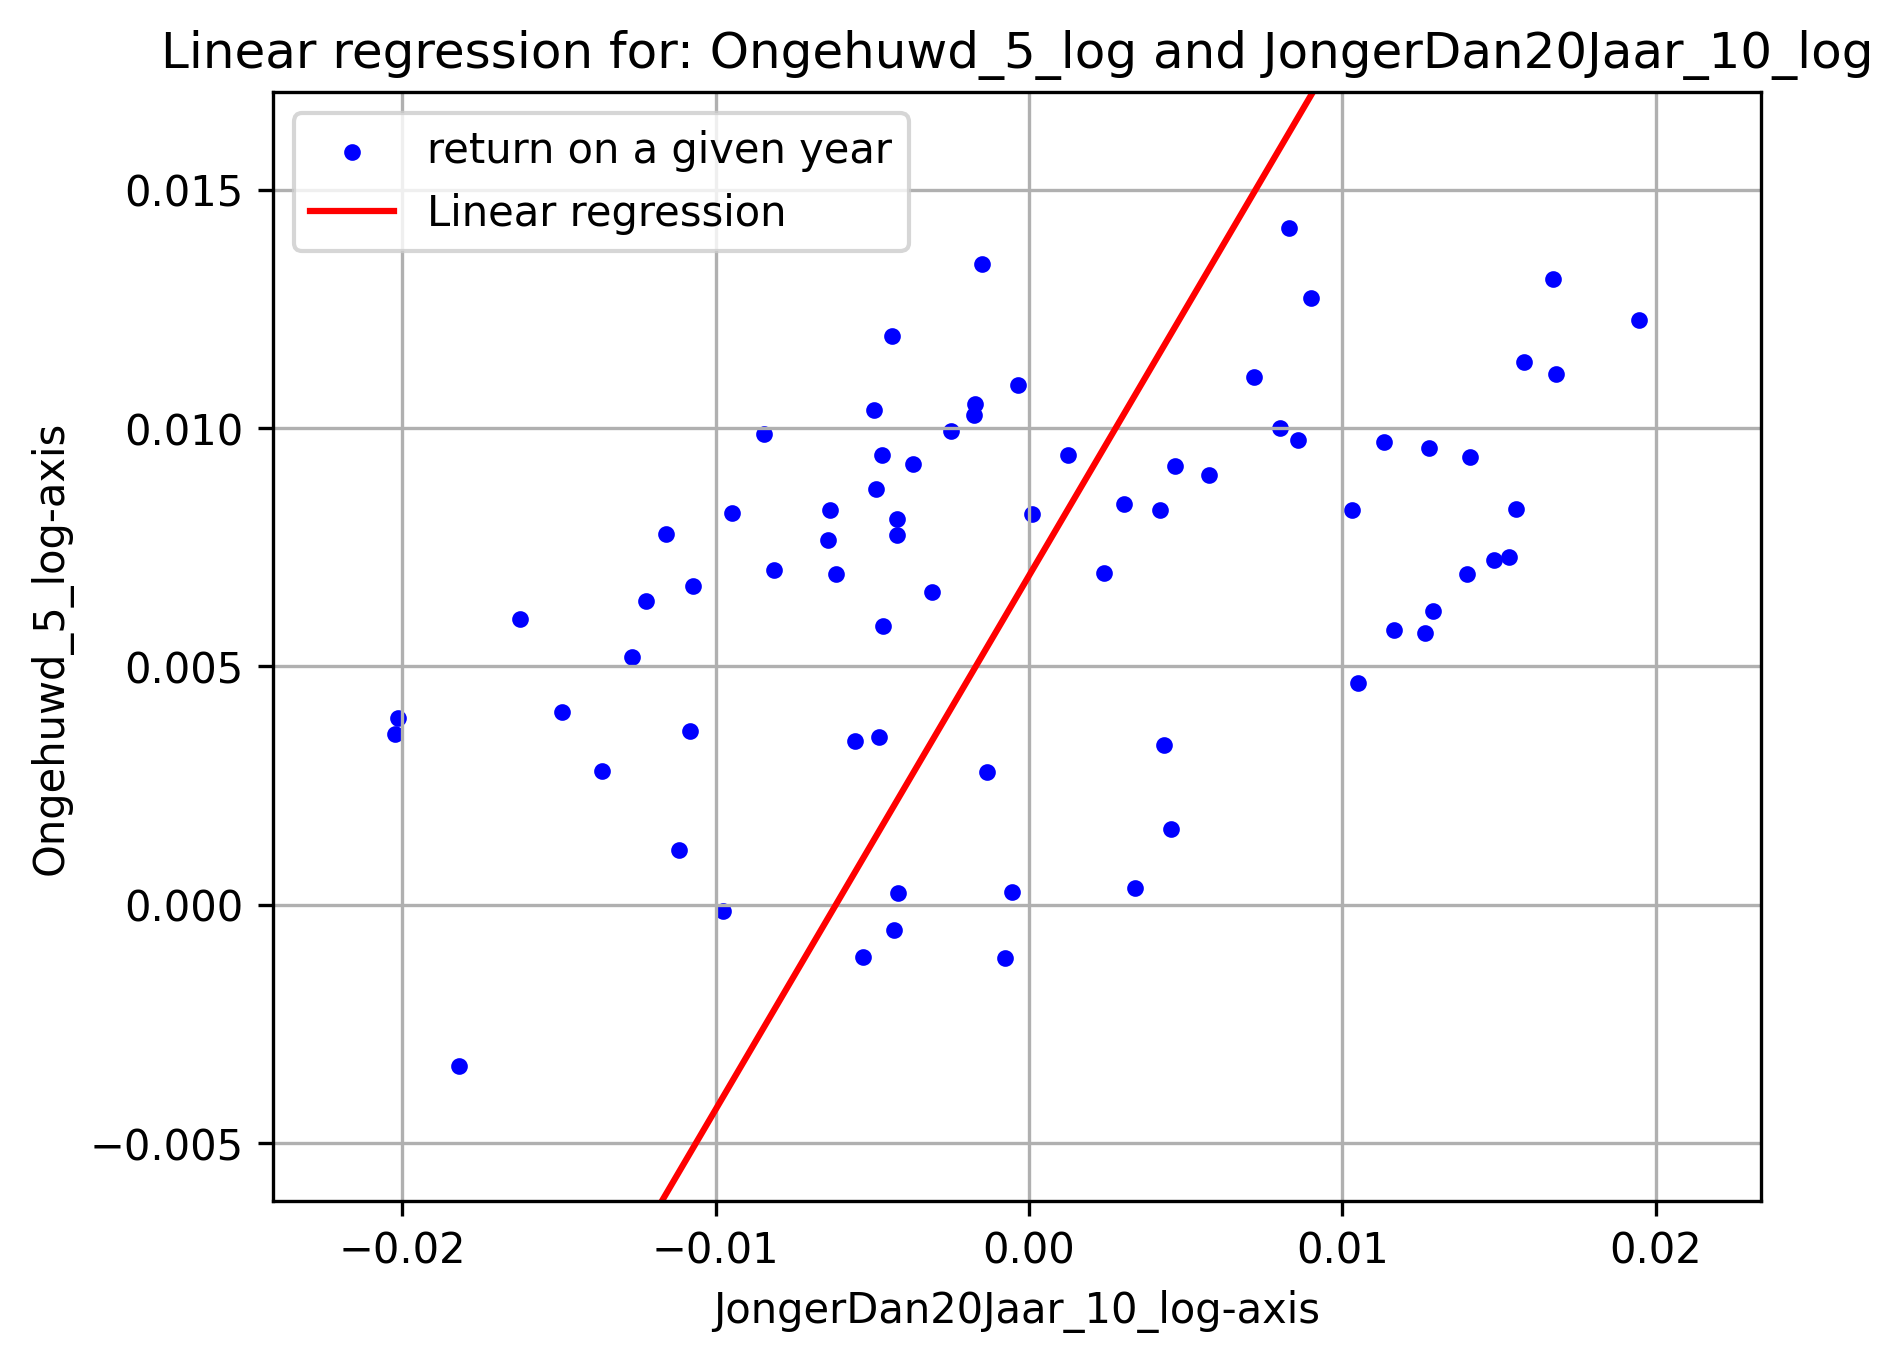 Linear regression for: Ongehuwd_5_log and JongerDan20Jaar_10_log
return on a given year
Linear regression
Ongehuwd_5_log-axis
0.015
0.010
0.005
0.000
−0.005
−0.02 −0.01 0.00 0.01 0.02
JongerDan20Jaar_10_log-axis